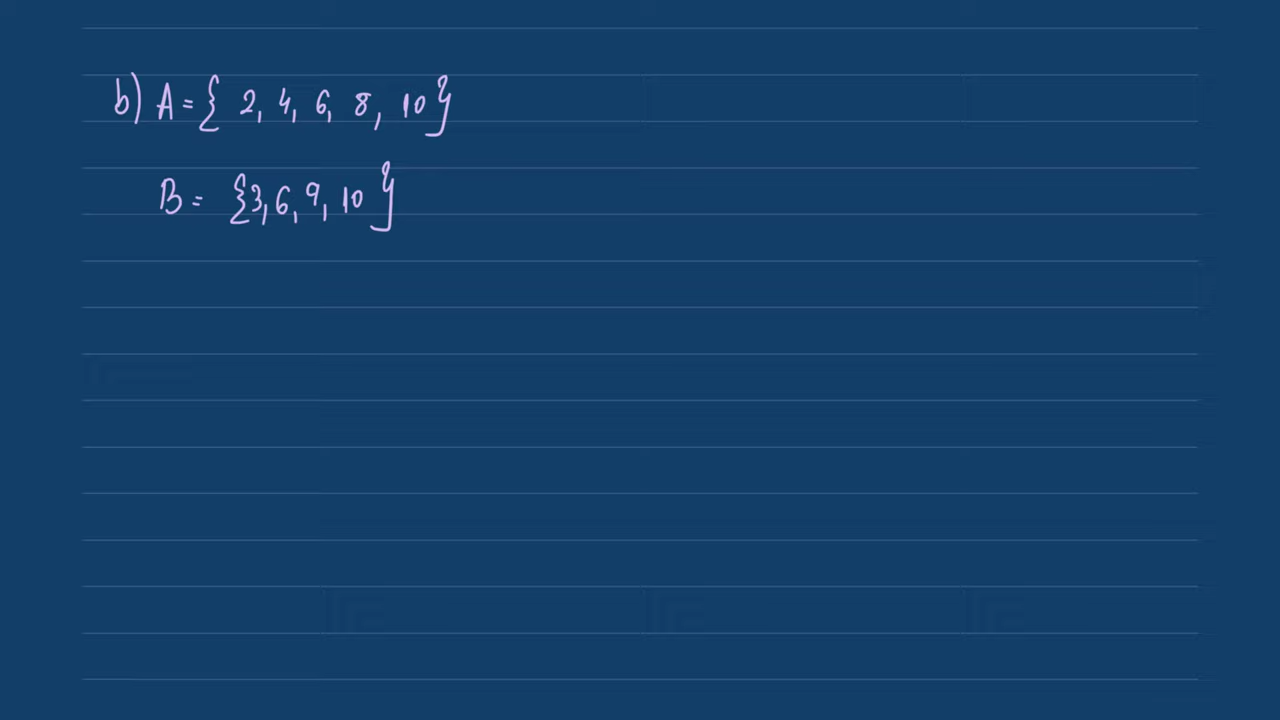 b) A = { 2, 4, 6, 8, 10}
B = {3, 6, 9, 10 }